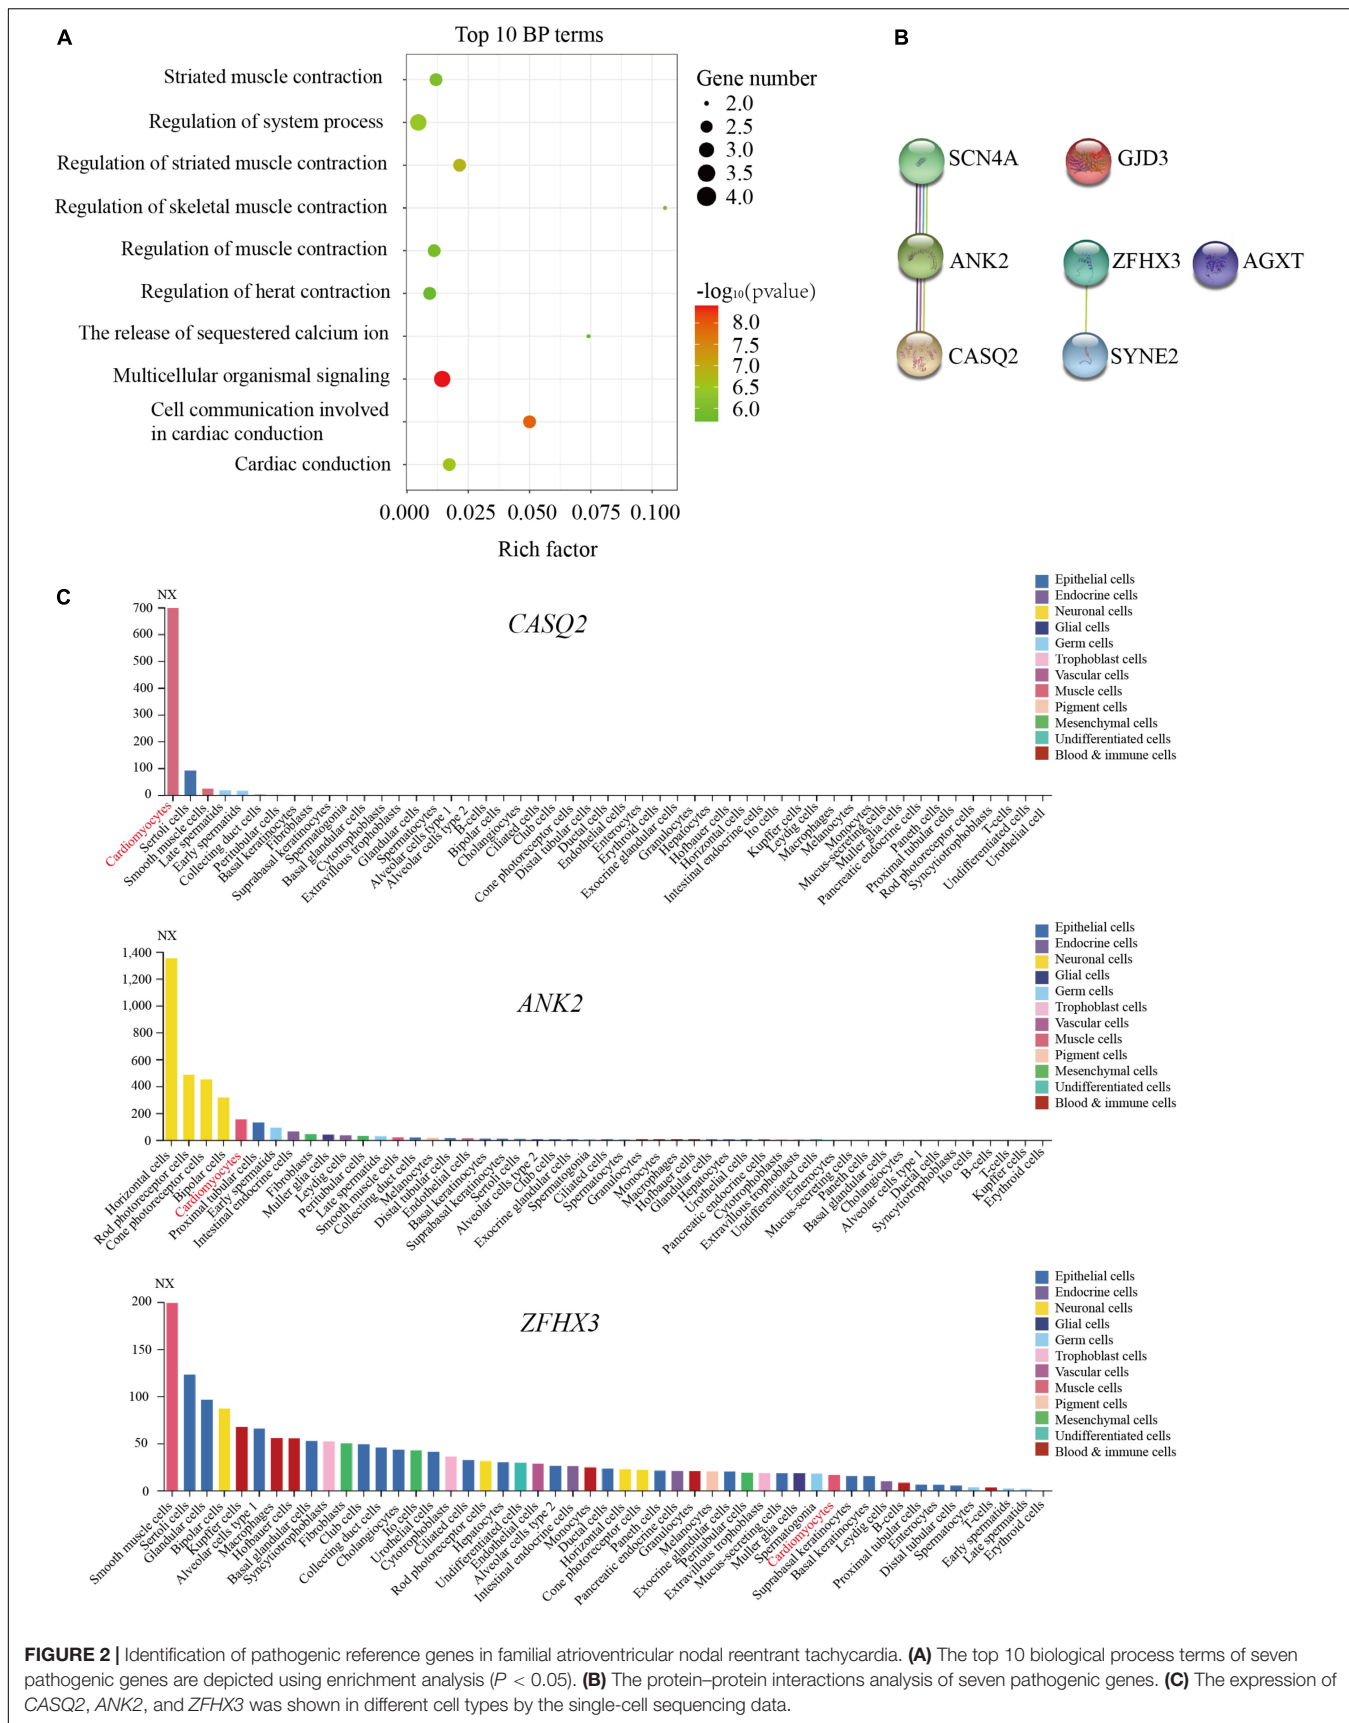 A
Top 10 BP terms
Striated muscle contraction
Regulation of system process
Regulation of striated muscle contraction
Regulation of skeletal muscle contraction
Regulation of muscle contraction
Regulation of herat contraction
The release of sequestered calcium ion
Multicellular organismal signaling
Cell communication involved
in cardiac conduction
Cardiac conduction
0.000 0.025 0.050 0.075 0.100
Rich factor
Gene number
2.0
2.5
3.0
3.5
4.0
-log₁₀(pvalue)
8.0
7.5
7.0
6.5
6.0
B
SCN4A
GJD3
ANK2
ZFHX3
AGXT
CASQ2
SYNE2
C
NX
CASQ2
700
600
500
400
300
200
100
0
Cardiomyocytes
Sertoli cells
Smooth muscle cells
Late spermatids
Early spermatids
Collecting duct cells
Peritubular cells
Basal keratinocytes
Fibroblasts
Suprabasal keratinocytes
Spermatogonia
Basal glandular cells
Cytotrophoblasts
Extravillous trophoblasts
Glandular cells
Spermatocytes
Alveolar cells type 1
Alveolar cells type 2
B-cells
Bipolar cells
Cholangiocytes
Ciliated cells
Club cells
Cone photoreceptor cells
Distal tubular cells
Ductal cells
Endothelial cells
Enterocytes
Erythroid cells
Exocrine glandular cells
Granulocytes
Hepatocytes
Hofbauer cells
Horizontal cells
Intestinal endocrine cells
Ito cells
Kupffer cells
Leydig cells
Macrophages
Melanocytes
Monocytes
Mucus-secreting cells
Muller glia cells
Pancreatic endocrine cells
Paneth cells
Proximal tubular cells
Rod photoreceptor cells
Syncytiotrophoblasts
T-cells
Undifferentiated cells
Urothelial cell
Epithelial cells
Endocrine cells
Neuronal cells
Glial cells
Germ cells
Trophoblast cells
Vascular cells
Muscle cells
Pigment cells
Mesenchymal cells
Undifferentiated cells
Blood & immune cells
NX
ANK2
1,400
1,200
1,000
800
600
400
200
0
Horizontal cells
Rod photoreceptor cells
Cone photoreceptor cells
Bipolar cells
Cardiomyocytes
Proximal tubular cells
Early spermatids
Intestinal endocrine cells
Fibroblasts
Muller glia cells
Leydig cells
Peritubular cells
Late spermatids
Smooth muscle cells
Collecting duct cells
Melanocytes
Distal tubular cells
Endothelial cells
Basal keratinocytes
Suprabasal keratinocytes
Sertoli cells
Alveolar cells type 2
Club cells
Exocrine glandular cells
Spermatogonia
Ciliated cells
Spermatocytes
Granulocytes
Monocytes
Macrophages
Hofbauer cells
Glandular cells
Hepatocytes
Urothelial cells
Pancreatic endocrine cells
Cytotrophoblasts
Extravillous trophoblasts
Undifferentiated cells
Enterocytes
Mucus-secreting cells
Paneth cells
Basal glandular cells
Cholangiocytes
Alveolar cells type 1
Ductal cells
Syncytiotrophoblasts
Ito cells
B-cells
T-cells
Kupffer cells
Erythroid cells
Epithelial cells
Endocrine cells
Neuronal cells
Glial cells
Germ cells
Trophoblast cells
Vascular cells
Muscle cells
Pigment cells
Mesenchymal cells
Undifferentiated cells
Blood & immune cells
NX
ZFHX3
200
150
100
50
0
Smooth muscle cells
Sertoli cells
Glandular cells
Bipolar cells
Kupffer cells
Alveolar cells type 1
Macrophages
Hofbauer cells
Basal glandular cells
Syncytiotrophoblasts
Fibroblasts
Club cells
Collecting duct cells
Cholangiocytes
Ito cells
Urothelial cells
Cytotrophoblasts
Ciliated cells
Rod photoreceptor cells
Hepatocytes
Undifferentiated cells
Endothelial cells
Alveolar cells type 2
Intestinal endocrine cells
Monocytes
Ductal cells
Horizontal cells
Cone photoreceptor cells
Paneth cells
Pancreatic endocrine cells
Granulocytes
Melanocytes
Exocrine glandular cells
Peritubular cells
Extravillous trophoblasts
Mucus-secreting cells
Muller glia cells
Spermatogonia
Cardiomyocytes
Suprabasal keratinocytes
Basal keratinocytes
Leydig cells
B-cells
Proximal tubular cells
Enterocytes
Distal tubular cells
Spermatocytes
T-cells
Early spermatids
Late spermatids
Erythroid cells
Epithelial cells
Endocrine cells
Neuronal cells
Glial cells
Germ cells
Trophoblast cells
Vascular cells
Muscle cells
Pigment cells
Mesenchymal cells
Undifferentiated cells
Blood & immune cells
FIGURE 2 | Identification of pathogenic reference genes in familial atrioventricular nodal reentrant tachycardia. (A) The top 10 biological process terms of seven
pathogenic genes are depicted using enrichment analysis (P < 0.05). (B) The protein–protein interactions analysis of seven pathogenic genes. (C) The expression of
CASQ2, ANK2, and ZFHX3 was shown in different cell types by the single-cell sequencing data.